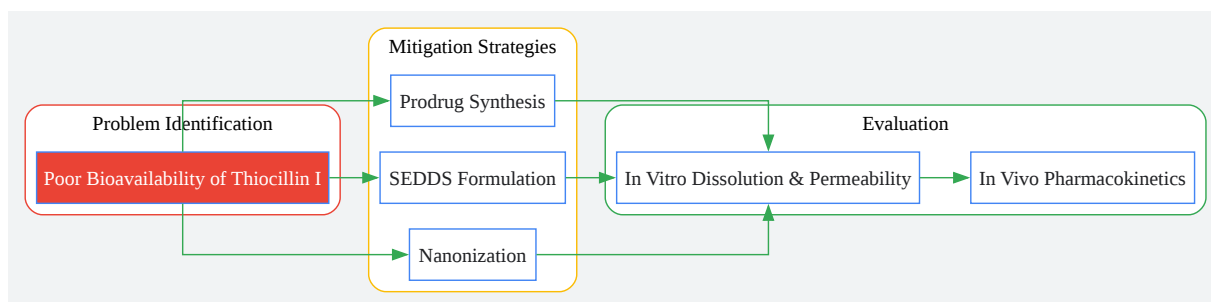 Mitigation Strategies
Prodrug Synthesis
Problem Identification
Evaluation
Poor Bioavailability of Thiocillin I
SEDDS Formulation
In Vitro Dissolution & Permeability
In Vivo Pharmacokinetics
Nanonization